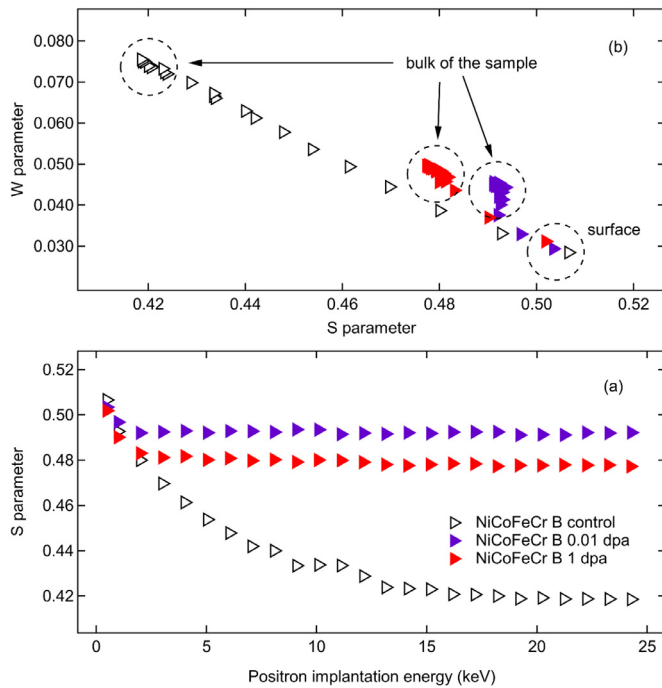 0.080
0.070
0.060
0.050
0.040
0.030
W parameter
(b)
bulk of the sample
surface
0.42
0.44
0.46
0.48
0.50
0.52
S parameter
0.52
0.50
0.48
0.46
0.44
0.42
S parameter
(a)
NiCoFeCr B control
NiCoFeCr B 0.01 dpa
NiCoFeCr B 1 dpa
0
5
10
15
20
25
Positron implantation energy (keV)